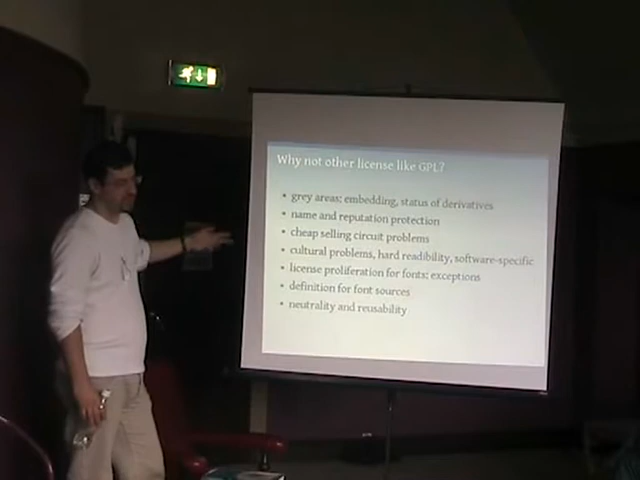 Why not other license like GPL?
• grey areas: embedding, status of derivatives
• name and reputation protection
• cheap selling circuit problems
• cultural problems, hard readibility, software-specific
• license proliferation for fonts: exceptions
• definition for font sources
• neutrality and reusability